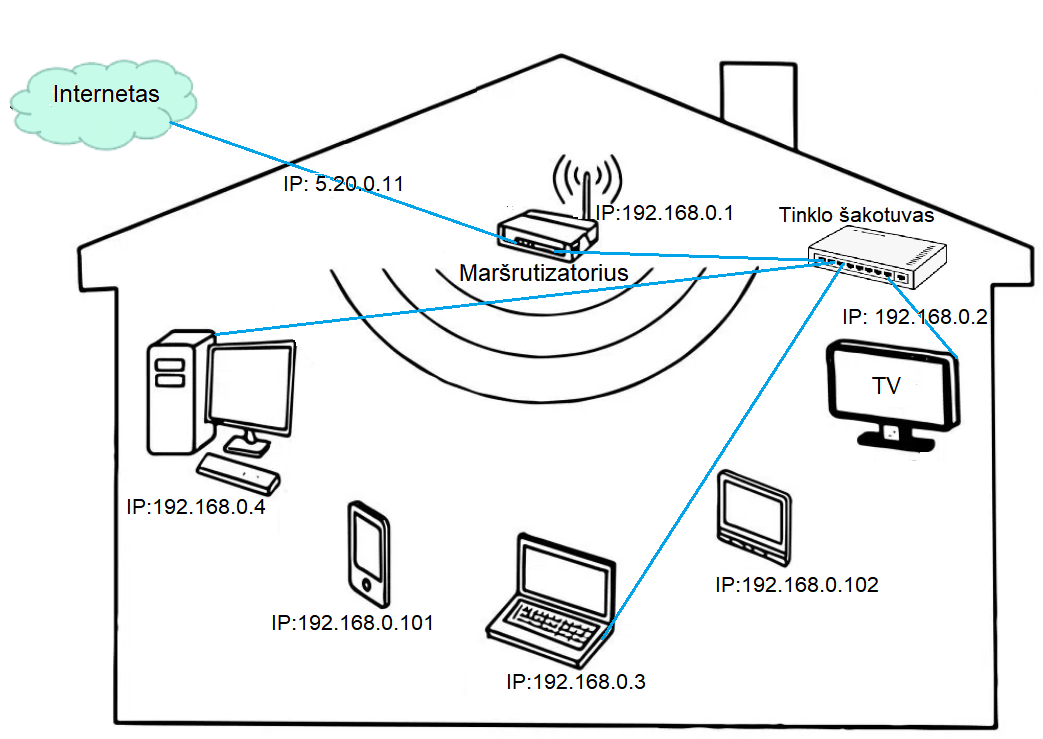 Internetas
IP: 5.20.0.11
IP:192.168.0.1
Tinklo šakotuvas
Maršrutizatorius
IP: 192.168.0.2
TV
IP:192.168.0.4
IP:192.168.0.102
IP:192.168.0.101
IP:192.168.0.3